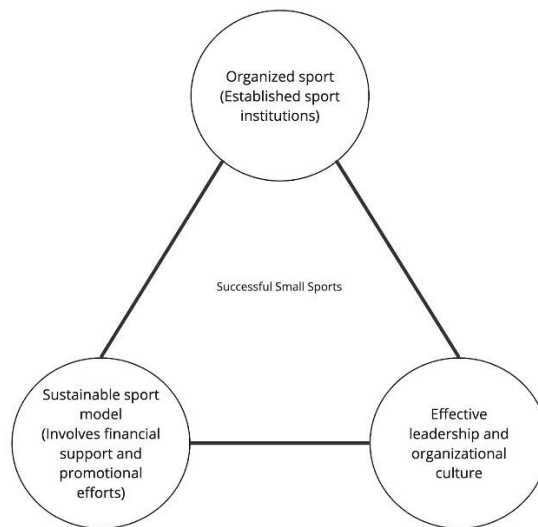 Organized sport
(Established sport
institutions)
Successful Small Sports
Sustainable sport
model
(Involves financial
support and
promotional
efforts)
Effective
leadership and
organizational
culture